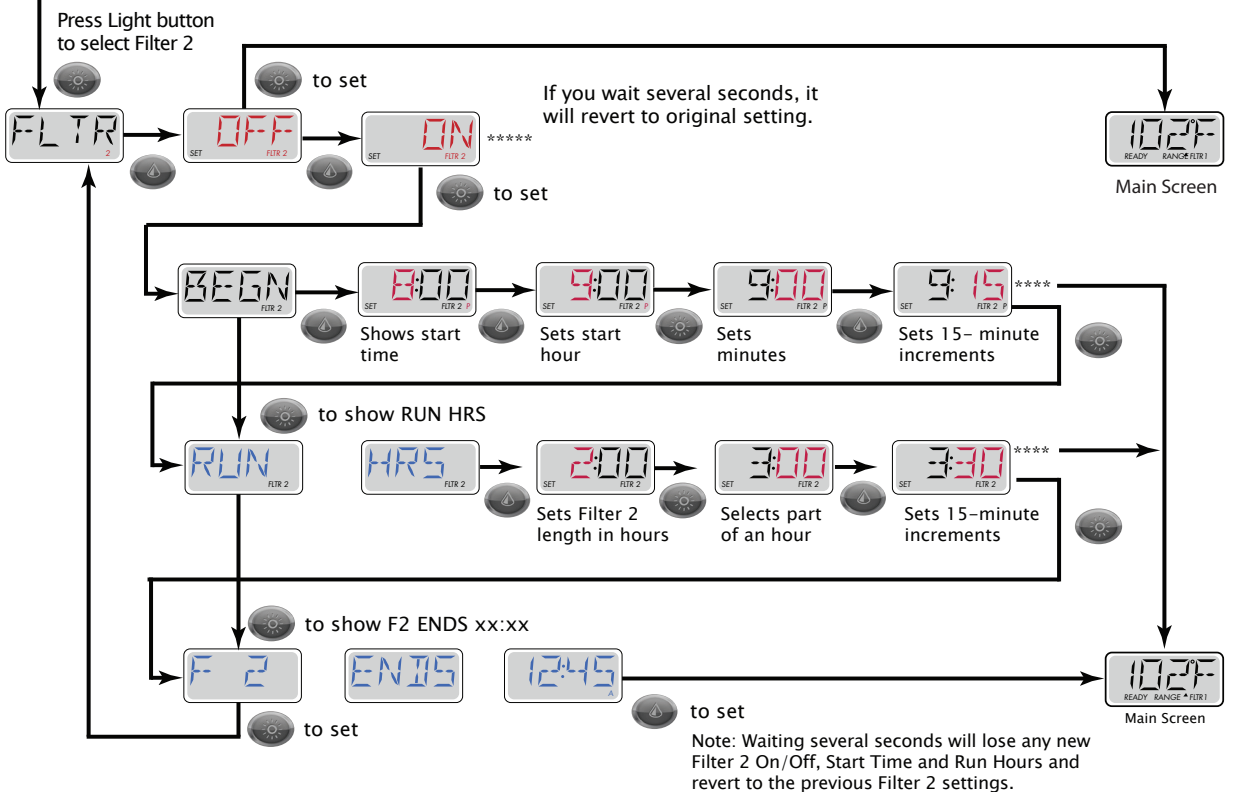 Press Light button
to select Filter 2
to set
If you wait several seconds, it
will revert to original setting.
FLTR
2
OFF
SET FLTR 2
ON
SET FLTR 2
*****
102°F
READY RANGE FLTR1
Main Screen
to set
BEGN
FLTR 2
8:00
SET FLTR 2 P
Shows start
time
9:00
SET FLTR 2 P
Sets start
hour
9:00
SET FLTR 2 P
Sets
minutes
9:15
SET FLTR 2 P
****
Sets 15- minute
increments
to show RUN HRS
RUN
FLTR 2
HRS
FLTR 2
2:00
SET FLTR 2
Sets Filter 2
length in hours
3:00
SET FLTR 2
Selects part
of an hour
3:30
SET FLTR 2
****
Sets 15-minute
increments
to show F2 ENDS xx:xx
F 2
ENDS
12:45
A
102°F
READY RANGE FLTR1
Main Screen
to set
to set
Note: Waiting several seconds will lose any new
Filter 2 On/Off, Start Time and Run Hours and
revert to the previous Filter 2 settings.